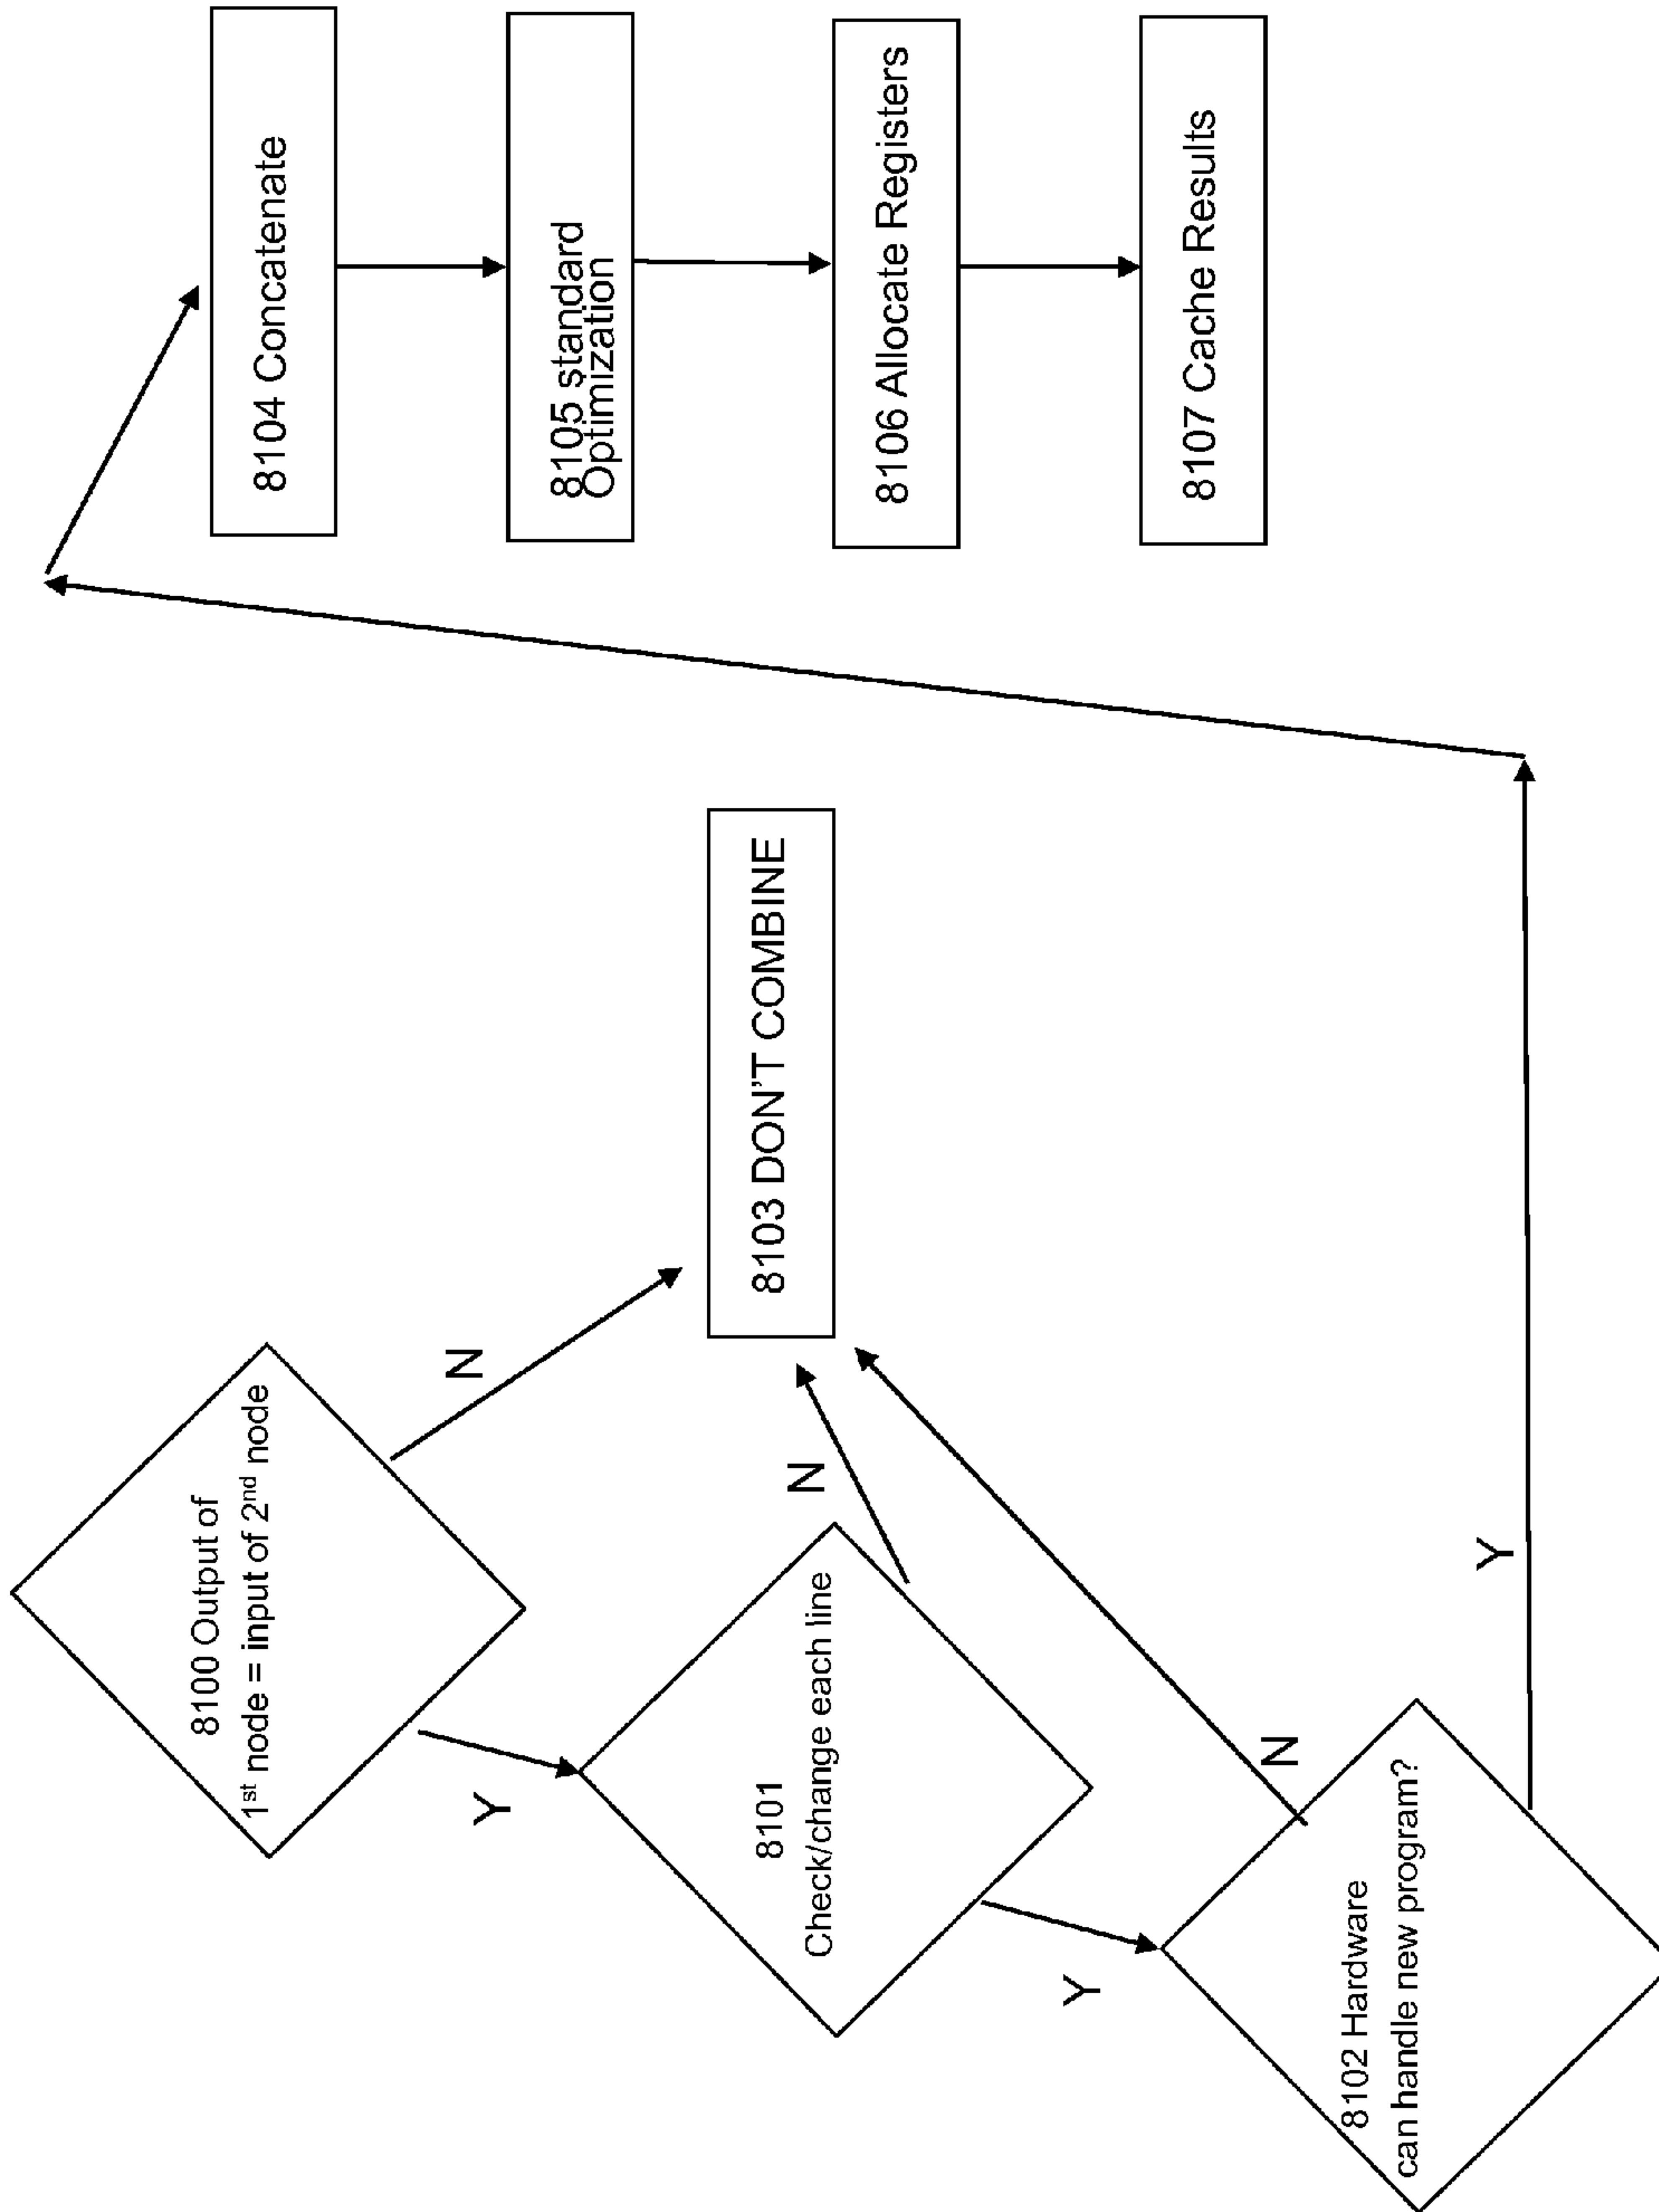 8100 Output of
1st node = input of 2nd node
N
Y
8101
Check/change each line
N
Y
8102 Hardware
can handle new program?
N
Y
8103 DON'T COMBINE
8104 Concatenate
8105 standard
Optimization
8106 Allocate Registers
8107 Cache Results